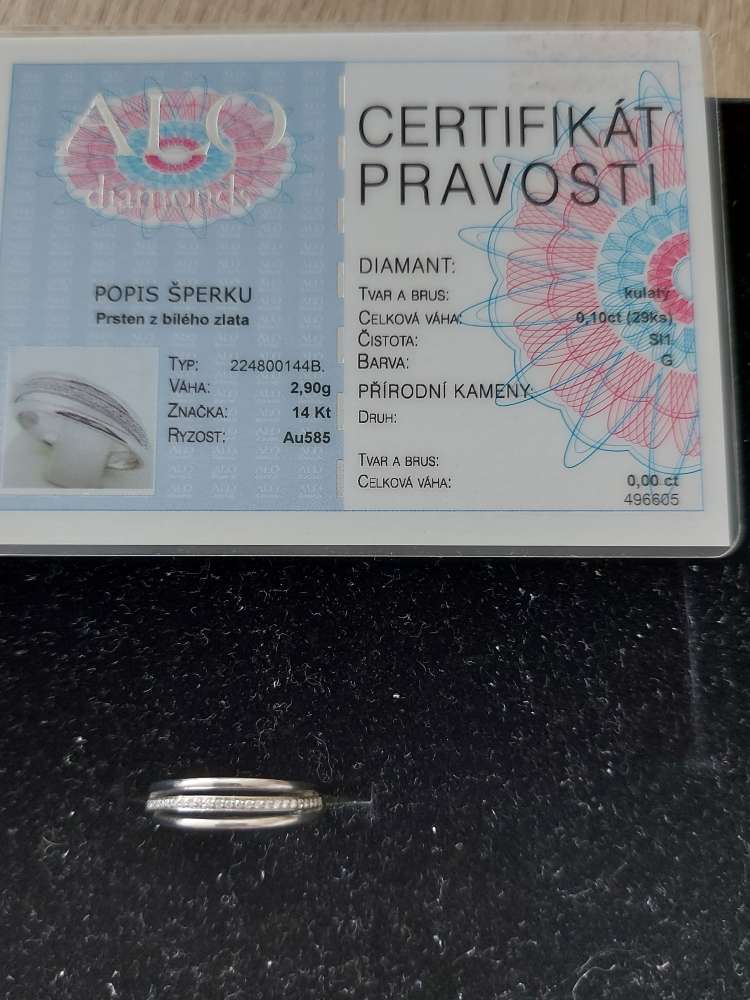 ALO
diamonds
POPIS ŠPERKU
Prsten z bílého zlata
TYP: 224800144B.
VÁHA: 2,90g
ZNAČKA: 14 Kt
RYZOST: Au585
CERTIFIKÁT
PRAVOSTI
DIAMANT:
TVAR A BRUS: kulatý
CELKOVÁ VÁHA: 0,10ct (29ks)
ČISTOTA: SI1
BARVA: G
PŘÍRODNÍ KAMENY:
DRUH:
TVAR A BRUS:
CELKOVÁ VÁHA: 0,00 ct
496605